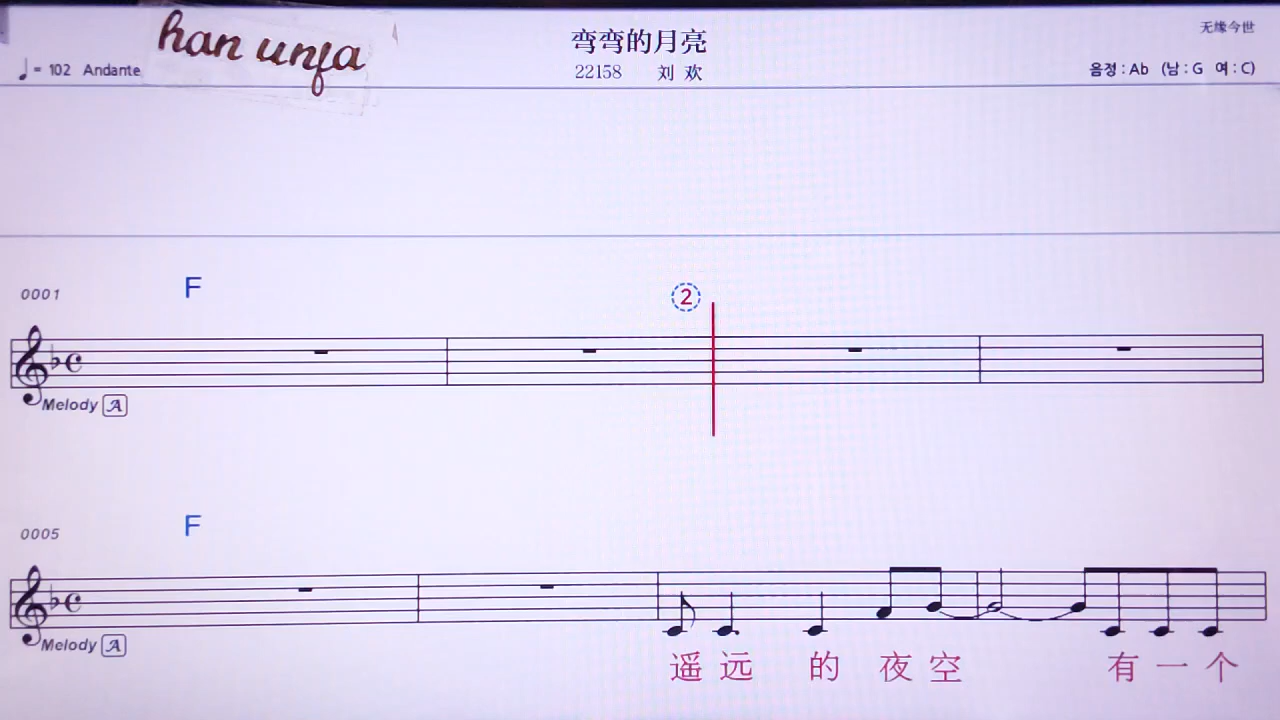 han unfa
弯弯的月亮
无缘今世
♩= 102 Andante
22158 刘 欢
음정 : Ab (남 : G 여 : C)
0001 F
②
Melody A
0005 F
Melody A
遥 远 的 夜 空 有 一 个